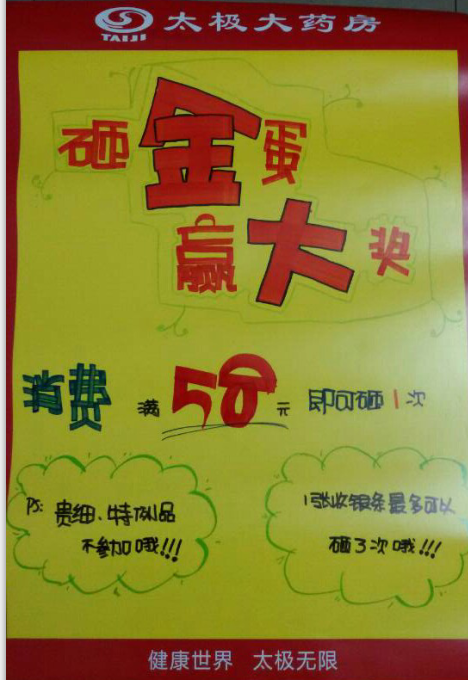 TAIJI 太极大药房
砸金蛋
赢大奖
消费满50元即可砸1次
PS: 贵细、特例品
不参加哦!!!
1张收银条最多可以
砸3次哦!!!
健康世界 太极无限